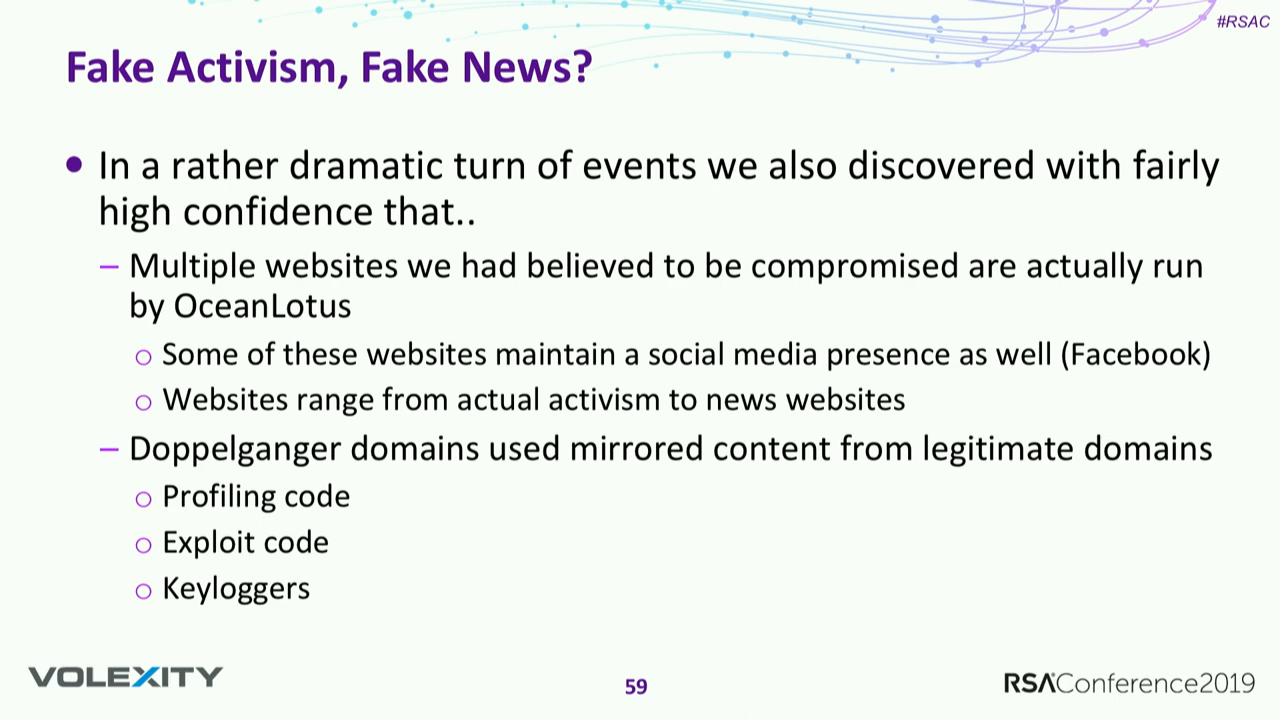 #RSAC
Fake Activism, Fake News?
• In a rather dramatic turn of events we also discovered with fairly
high confidence that..
– Multiple websites we had believed to be compromised are actually run
by OceanLotus
o Some of these websites maintain a social media presence as well (Facebook)
o Websites range from actual activism to news websites
– Doppelganger domains used mirrored content from legitimate domains
o Profiling code
o Exploit code
o Keyloggers
VOLEXITY
59
RSAConference2019